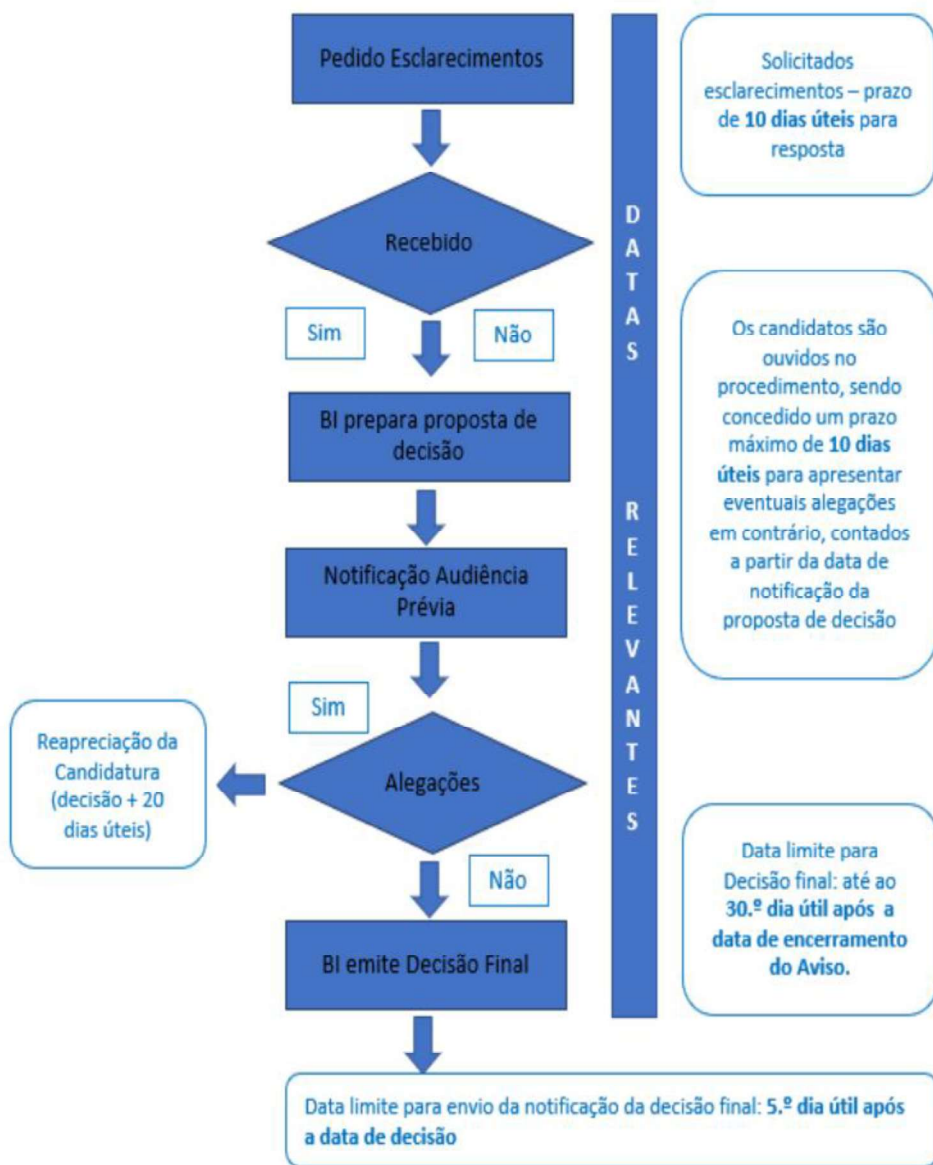 Pedido Esclarecimentos
Solicitados
esclarecimentos – prazo
de 10 dias úteis para
resposta
Recebido
Sim
Não
BI prepara proposta de
decisão
Os candidatos são
ouvidos no
procedimento, sendo
concedido um prazo
máximo de 10 dias
úteis para apresentar
eventuais alegações
em contrário, contados
a partir da data de
notificação da
proposta de decisão
Notificação Audiência
Prévia
Sim
Alegações
Reapreciação da
Candidatura
(decisão + 20
dias úteis)
Não
BI emite Decisão Final
Data limite para
Decisão final: até ao
30.º dia útil após a
data de encerramento
do Aviso.
DATAS RELEVANTES
Data limite para envio da notificação da decisão final: 5.º dia útil após
a data de decisão